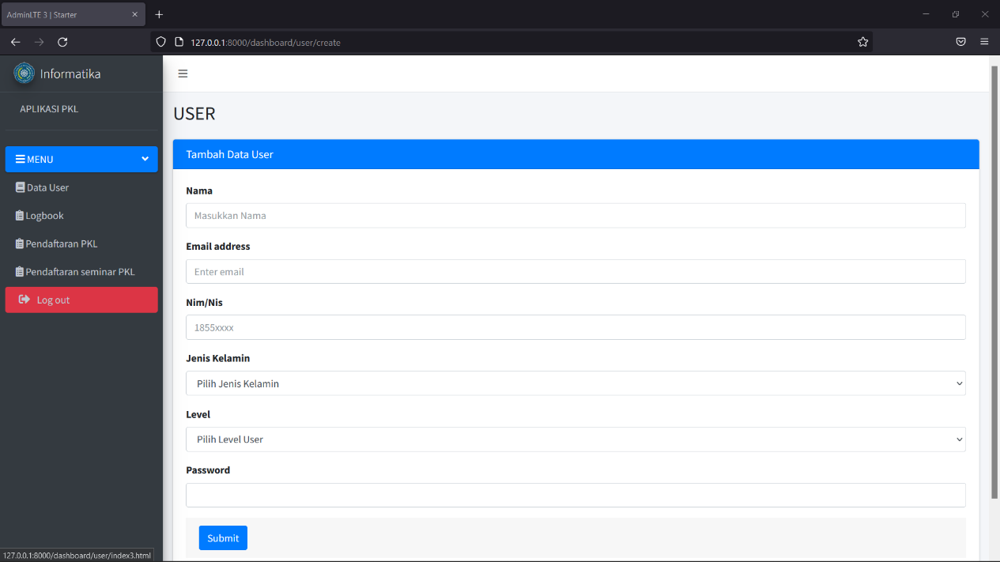 AdminLTE 3 | Starter
127.0.0.1:8000/dashboard/user/create
Informatika
APLIKASI PKL
MENU
Data User
Logbook
Pendaftaran PKL
Pendaftaran seminar PKL
Log out
USER
Tambah Data User
Nama
Masukkan Nama
Email address
Enter email
Nim/Nis
1855xxxx
Jenis Kelamin
Pilih Jenis Kelamin
Level
Pilih Level User
Password
Submit
127.0.0.1:8000/dashboard/user/index3.html